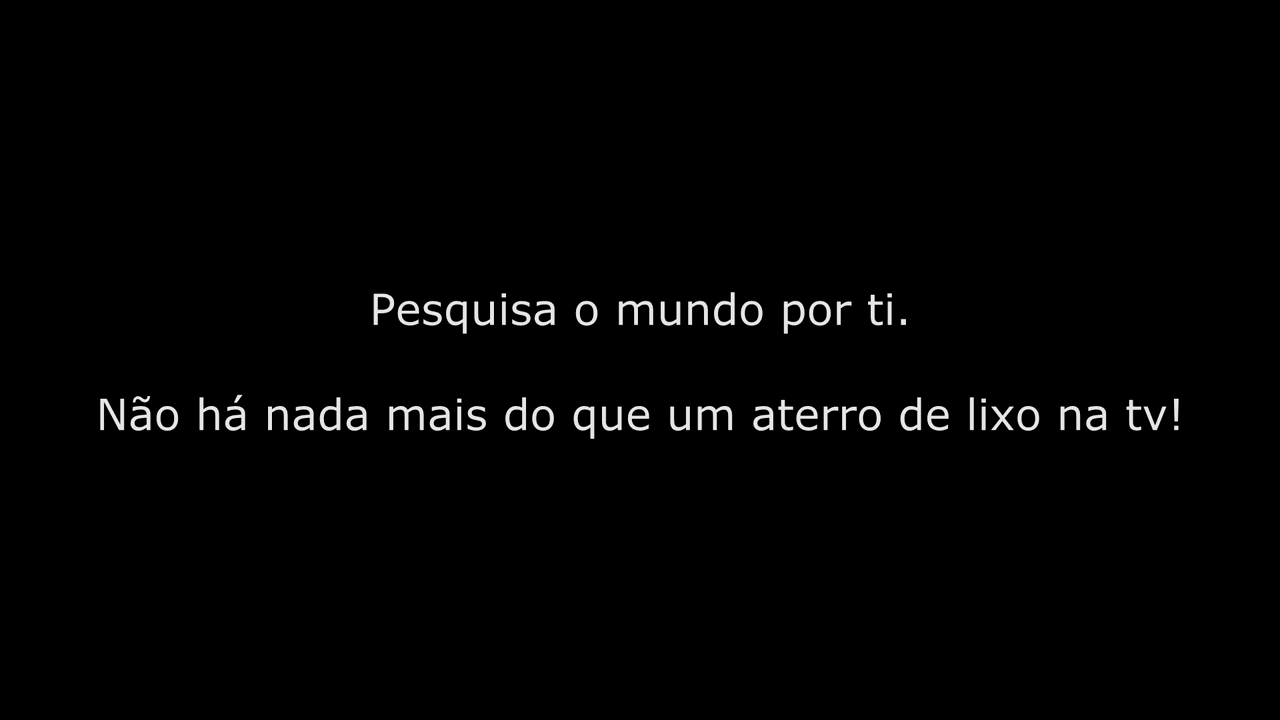 Pesquisa o mundo por ti.
Não há nada mais do que um aterro de lixo na tv!